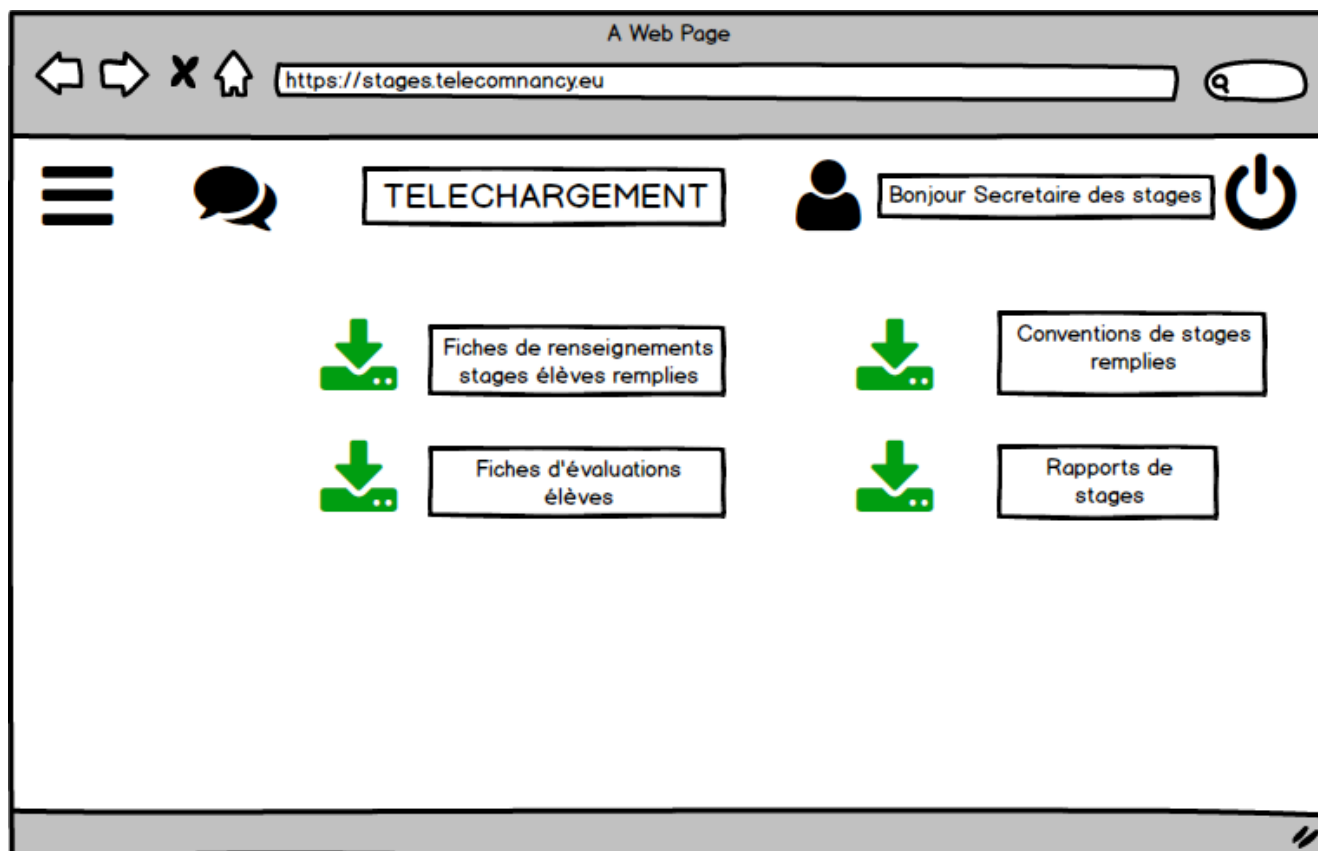 A Web Page
https://stages.telecomnancy.eu
TELECHARGEMENT
Bonjour Secretaire des stages
Fiches de renseignements
stages élèves remplies
Conventions de stages
remplies
Fiches d'évaluations
élèves
Rapports de
stages